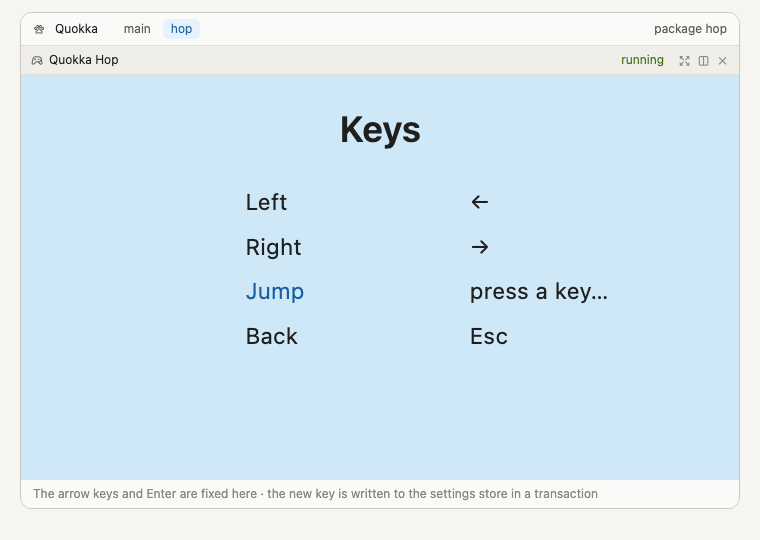 Quokka main hop package hop
Quokka Hop running
Keys
Left ←
Right →
Jump press a key...
Back Esc
The arrow keys and Enter are fixed here · the new key is written to the settings store in a transaction